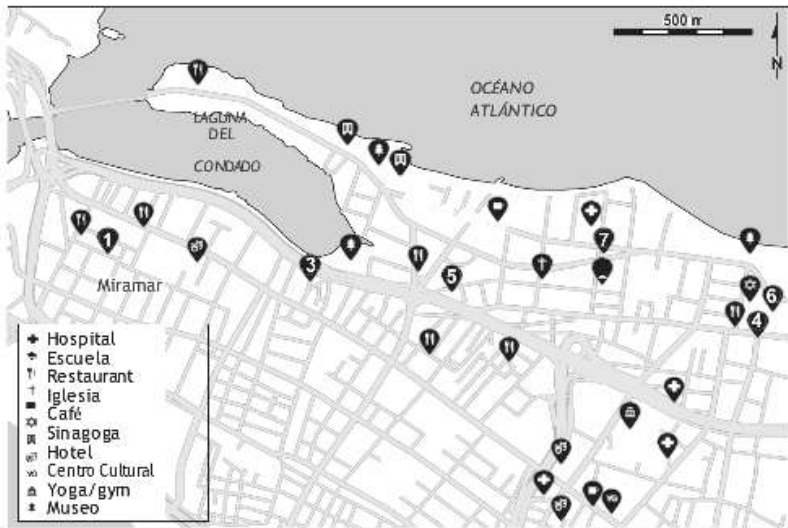 500 m
N
OCÉANO
ATLÁNTICO
LAGUNA
DEL
CONDADO
1
3
5
7
6
4
Miramar
Hospital
Escuela
Restaurant
Iglesia
Café
Sinagoga
Hotel
Centro Cultural
Yoga/gym
Museo